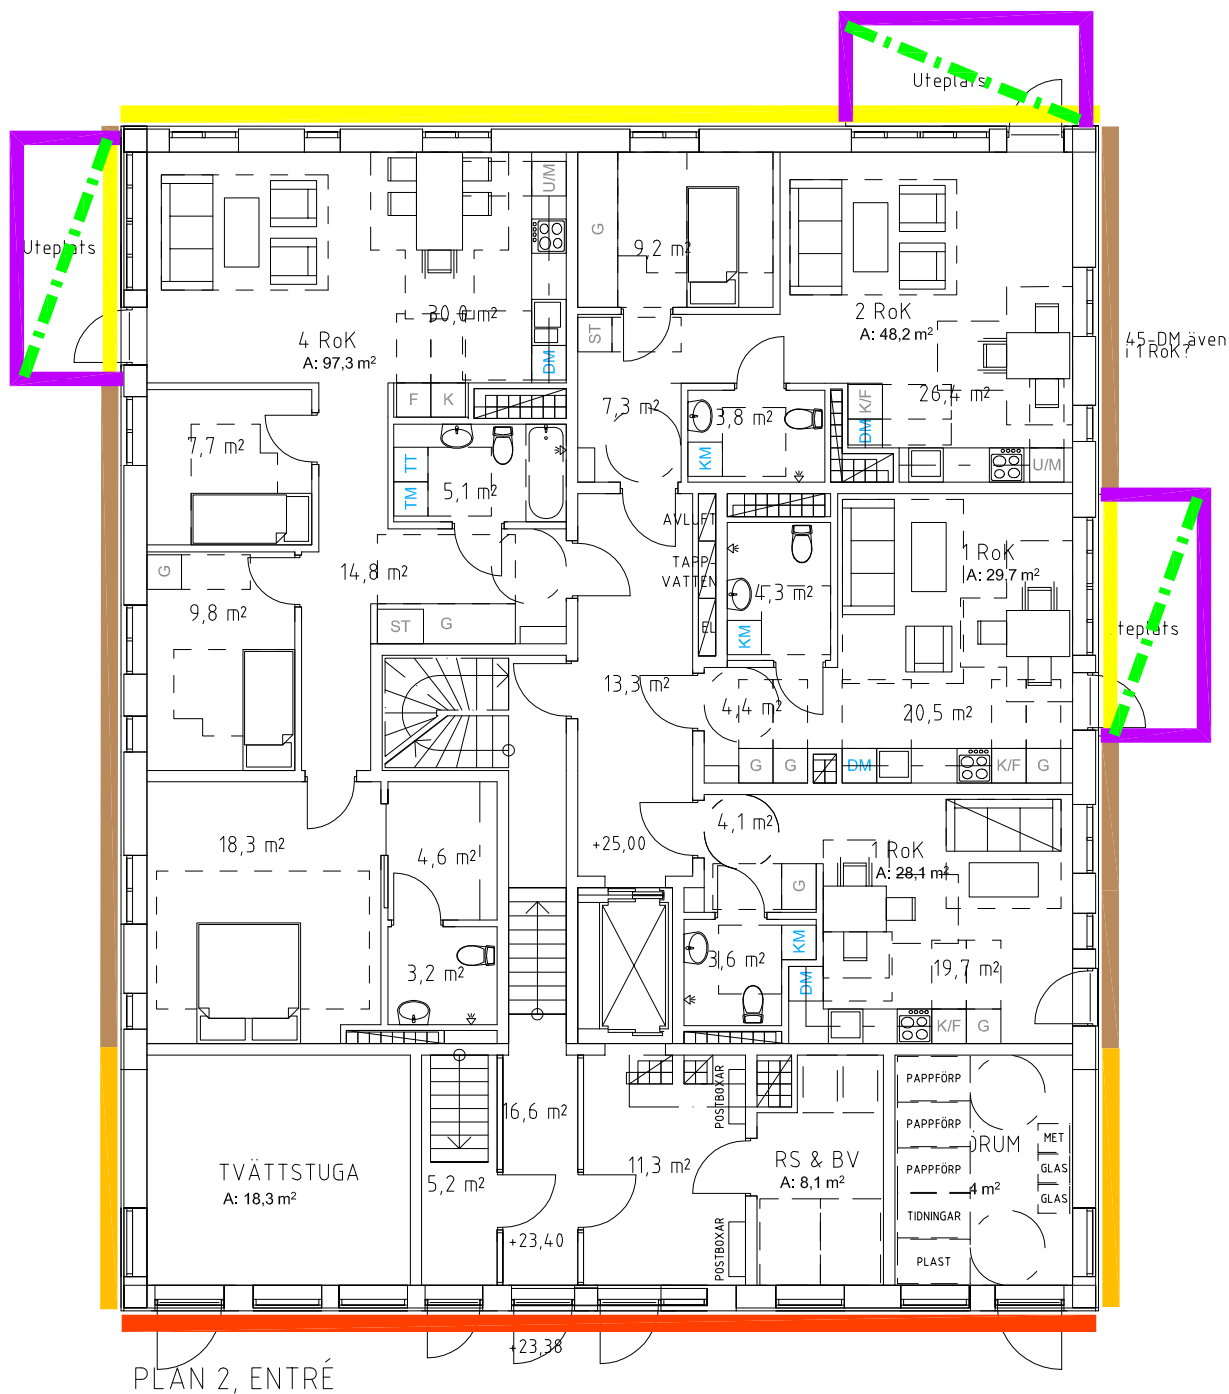 Uteplats
Uteplats
U/M
G
9,2 m²
30,0 m²
4 RoK
A: 97,3 m²
DM
ST
2 RoK
A: 48,2 m²
45-DM även
i 1 RoK?
F
K
7,3 m²
3,8 m²
K/F
DM
26,4 m²
7,7 m²
TT
TM
5,1 m²
KM
U/M
AVLUFT
TAPP-
VATTEN
EL
1 RoK
A: 29,7 m²
G
14,8 m²
9,8 m²
ST
G
4,3 m²
KM
13,3 m²
4,4 m²
20,5 m²
G
G
DM
K/F
G
18,3 m²
4,6 m²
+25,00
4,1 m²
1 RoK
A: 28,1 m²
G
3,2 m²
3,6 m²
KM
DM
19,7 m²
K/F
G
TVÄTTSTUGA
A: 18,3 m²
5,2 m²
16,6 m²
+23,40
11,3 m²
POSTBOXAR
POSTBOXAR
RS & BV
A: 8,1 m²
PAPPFÖRP
PAPPFÖRP
PAPPFÖRP
TIDNINGAR
PLAST
MET
GLAS
GLAS
+23,38
PLAN 2, ENTRÉ